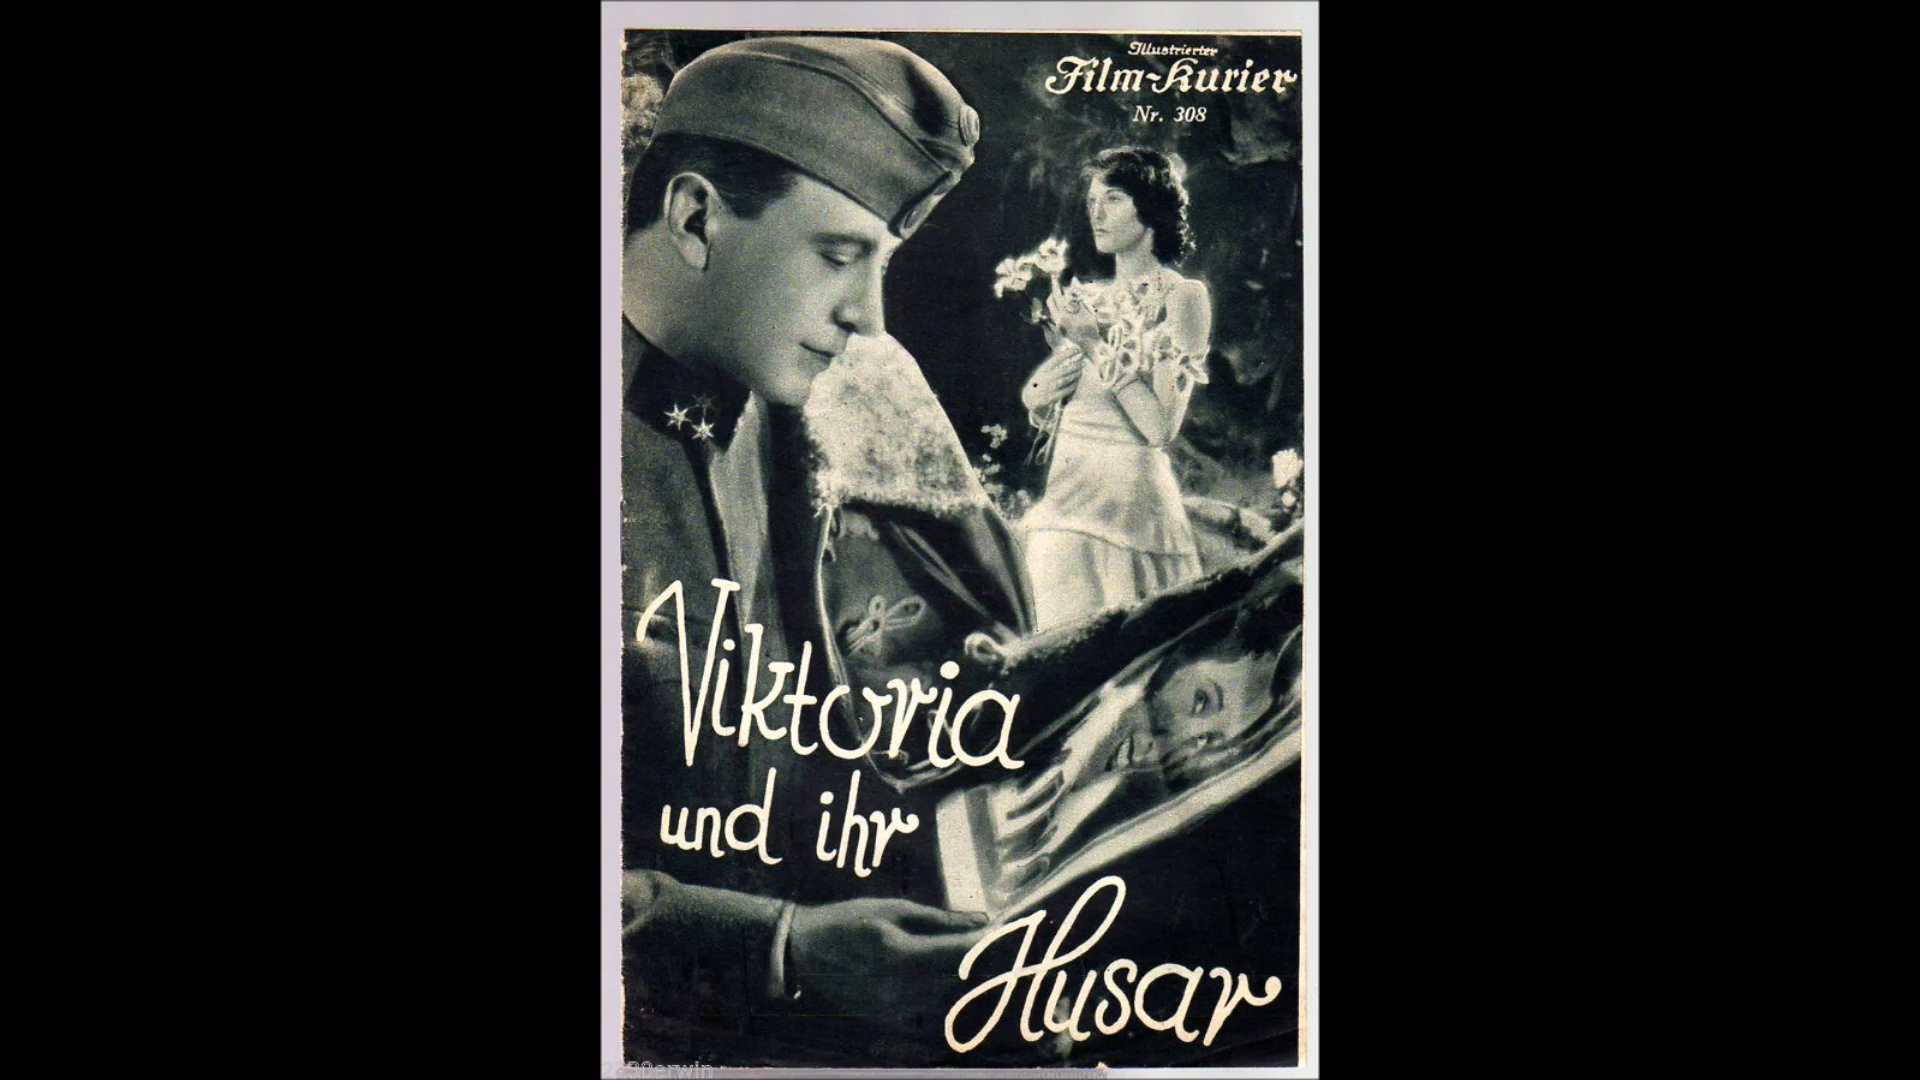 Illustrierter
Film-Kurier
Nr. 308
Viktoria
und ihr
Husar